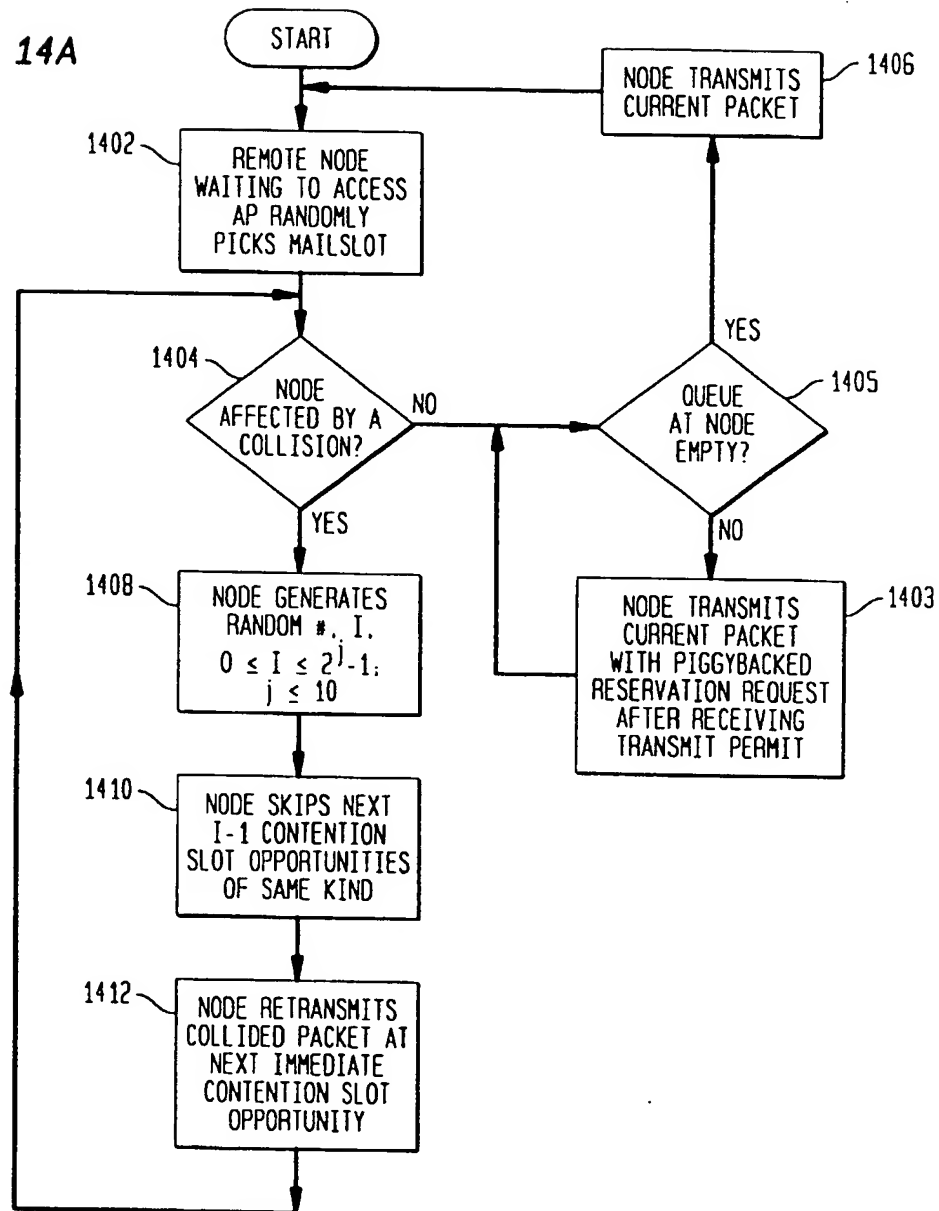 14A
START
NODE TRANSMITS
CURRENT PACKET
1406
1402
REMOTE NODE
WAITING TO ACCESS
AP RANDOMLY
PICKS MAILSLOT
1404
NODE
AFFECTED BY A
COLLISION?
NO
YES
QUEUE
AT NODE
EMPTY?
1405
YES
NO
1408
NODE GENERATES
RANDOM #, I,
0 ≤ I ≤ 2^j-1:
j ≤ 10
NODE TRANSMITS
CURRENT PACKET
WITH PIGGYBACKED
RESERVATION REQUEST
AFTER RECEIVING
TRANSMIT PERMIT
1403
1410
NODE SKIPS NEXT
I-1 CONTENTION
SLOT OPPORTUNITIES
OF SAME KIND
1412
NODE RETRANSMITS
COLLIDED PACKET AT
NEXT IMMEDIATE
CONTENTION SLOT
OPPORTUNITY